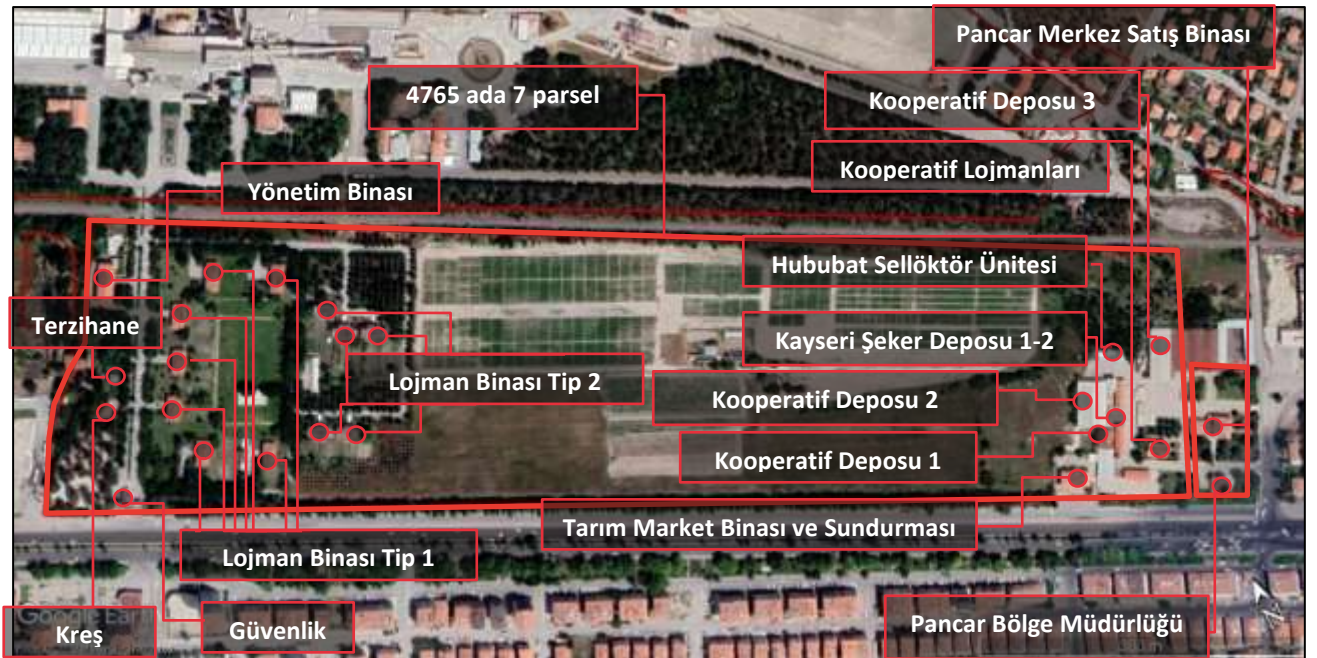 Pancar Merkez Satış Binası
4765 ada 7 parsel
Kooperatif Deposu 3
Kooperatif Lojmanları
Yönetim Binası
Hububat Sellöktör Ünitesi
Terzihane
Kayseri Şeker Deposu 1-2
Lojman Binası Tip 2
Kooperatif Deposu 2
Kooperatif Deposu 1
Tarım Market Binası ve Sundurması
Lojman Binası Tip 1
Google Earth
Kreş
Güvenlik
Pancar Bölge Müdürlüğü